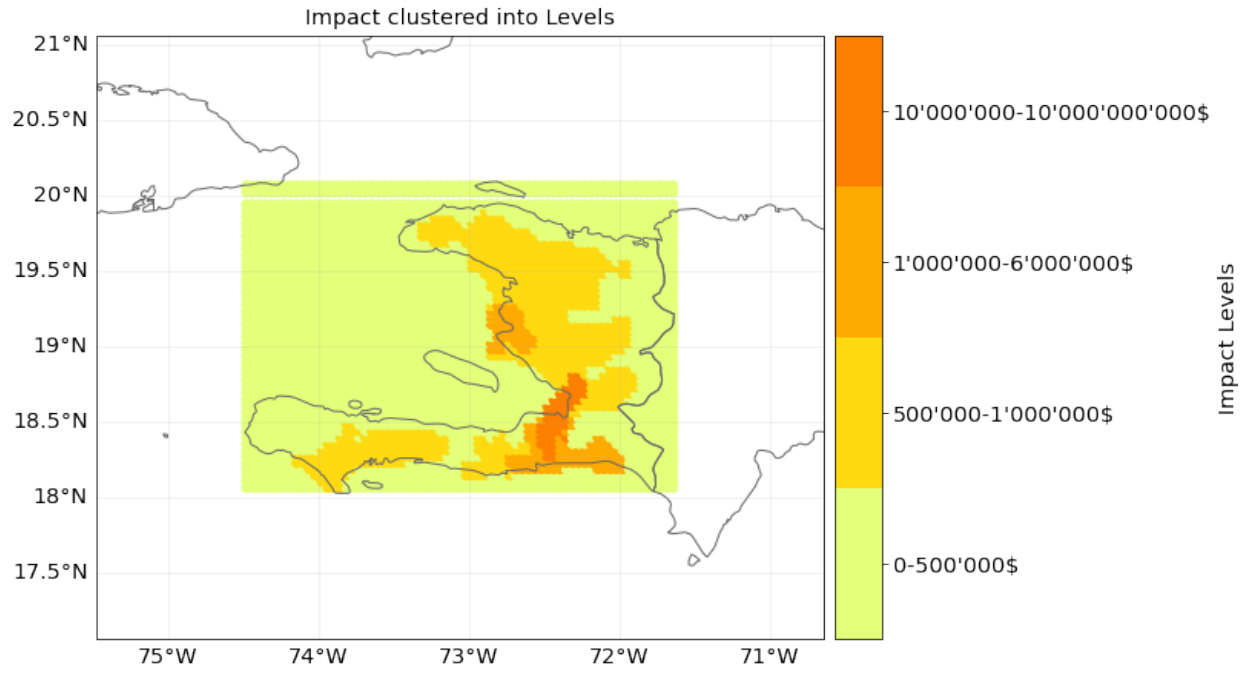 Impact clustered into Levels
21°N
20.5°N
20°N
19.5°N
19°N
18.5°N
18°N
17.5°N
75°W
74°W
73°W
72°W
71°W
10'000'000-10'000'000'000$
1'000'000-6'000'000$
500'000-1'000'000$
0-500'000$
Impact Levels